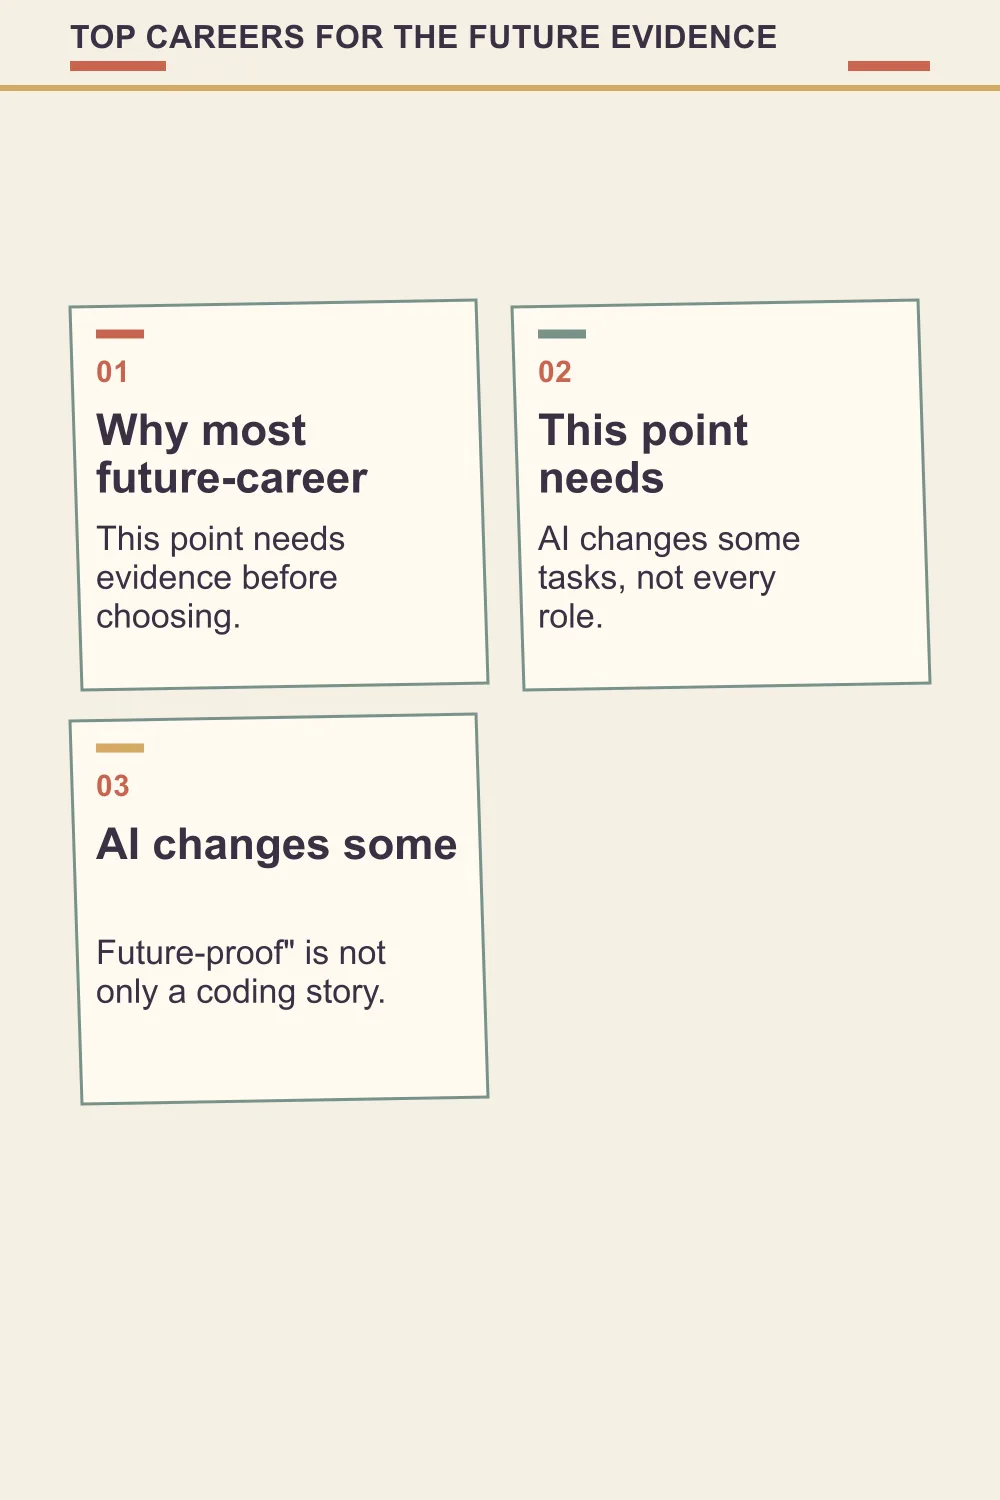 TOP CAREERS FOR THE FUTURE EVIDENCE
01
Why most
future-career
This point needs
evidence before
choosing.
02
This point
needs
AI changes some
tasks, not every
role.
03
AI changes some
Future-proof" is not
only a coding story.